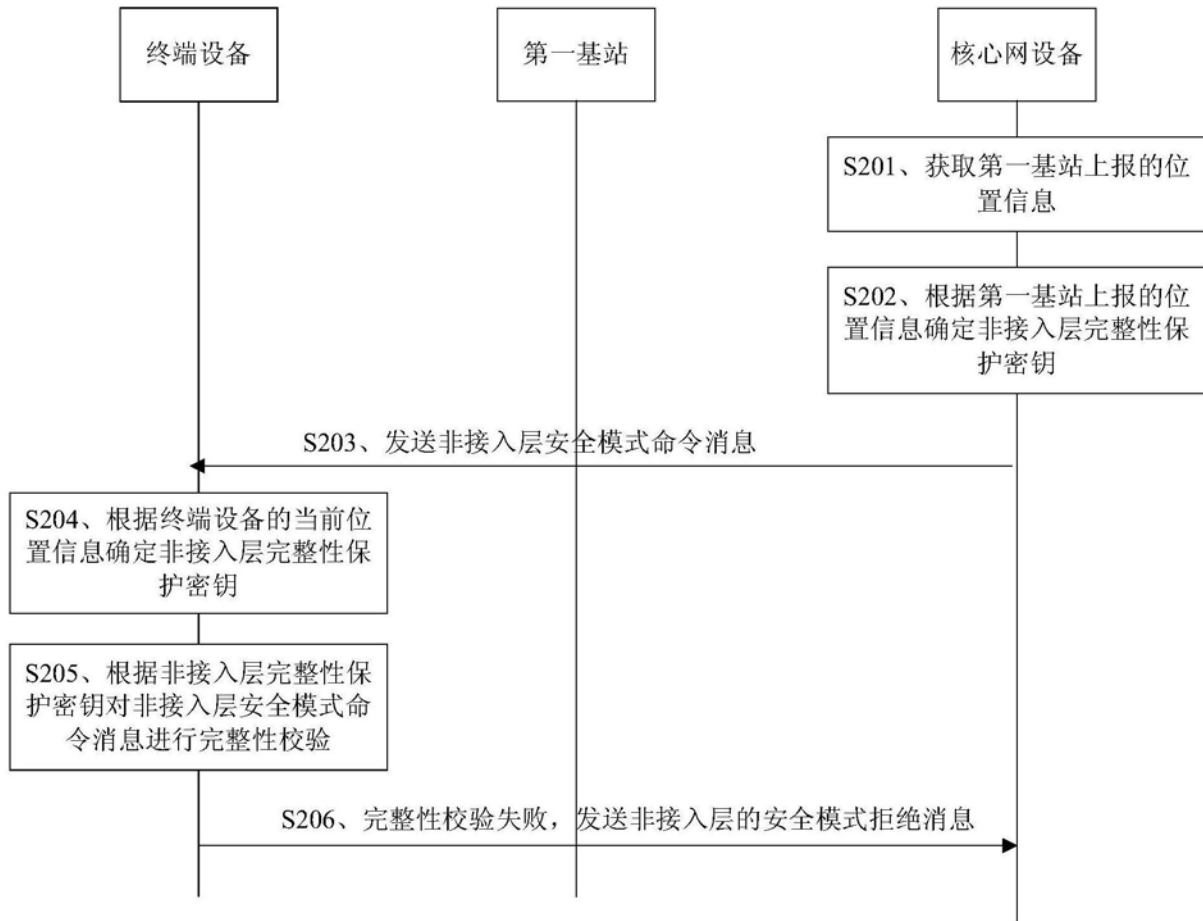 终端设备
第一基站
核心网设备
S201、获取第一基站上报的位
置信息
S202、根据第一基站上报的位
置信息确定非接入层完整性保
护密钥
S203、发送非接入层安全模式命令消息
S204、根据终端设备的当前位
置信息确定非接入层完整性保
护密钥
S205、根据非接入层完整性保
护密钥对非接入层安全模式命
令消息进行完整性校验
S206、完整性校验失败，发送非接入层的安全模式拒绝消息